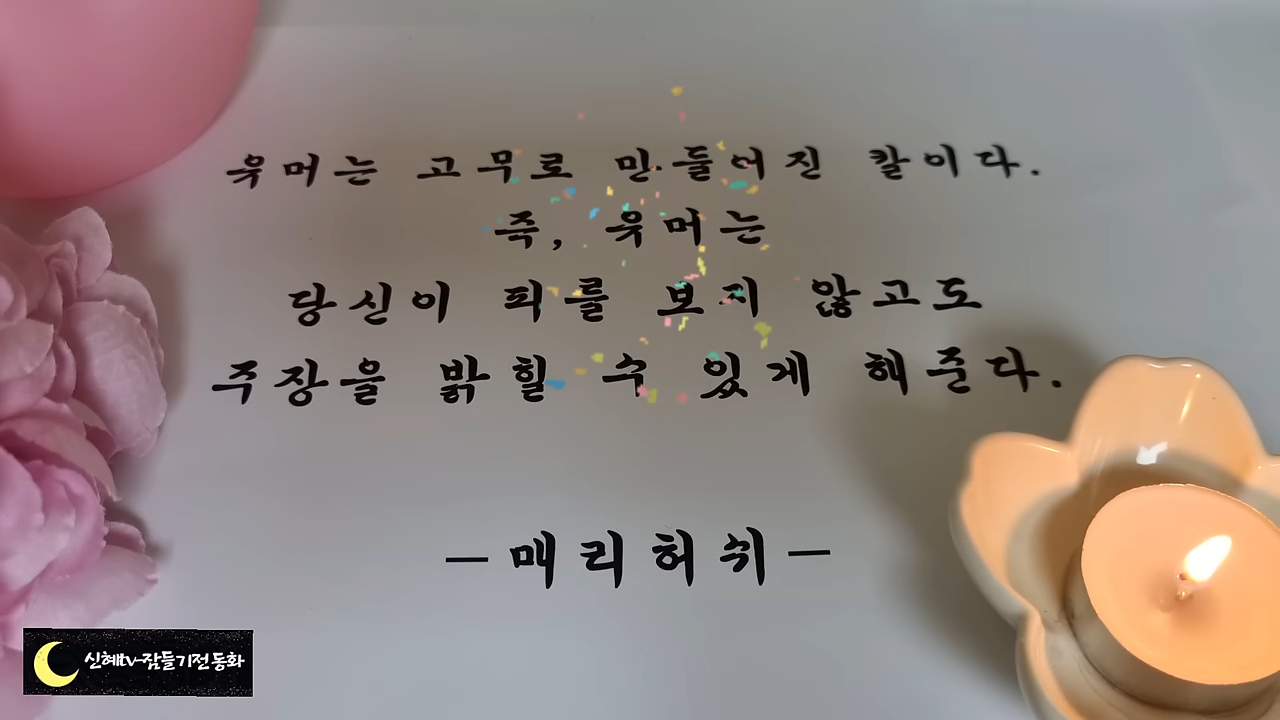 유머는 고무로 만들어진 칼이다.
즉, 유머는
당신이 피를 보지 않고도
주장을 밝힐 수 있게 해준다.
— 매리허쉬 —
신혜tv-잠들기전동화